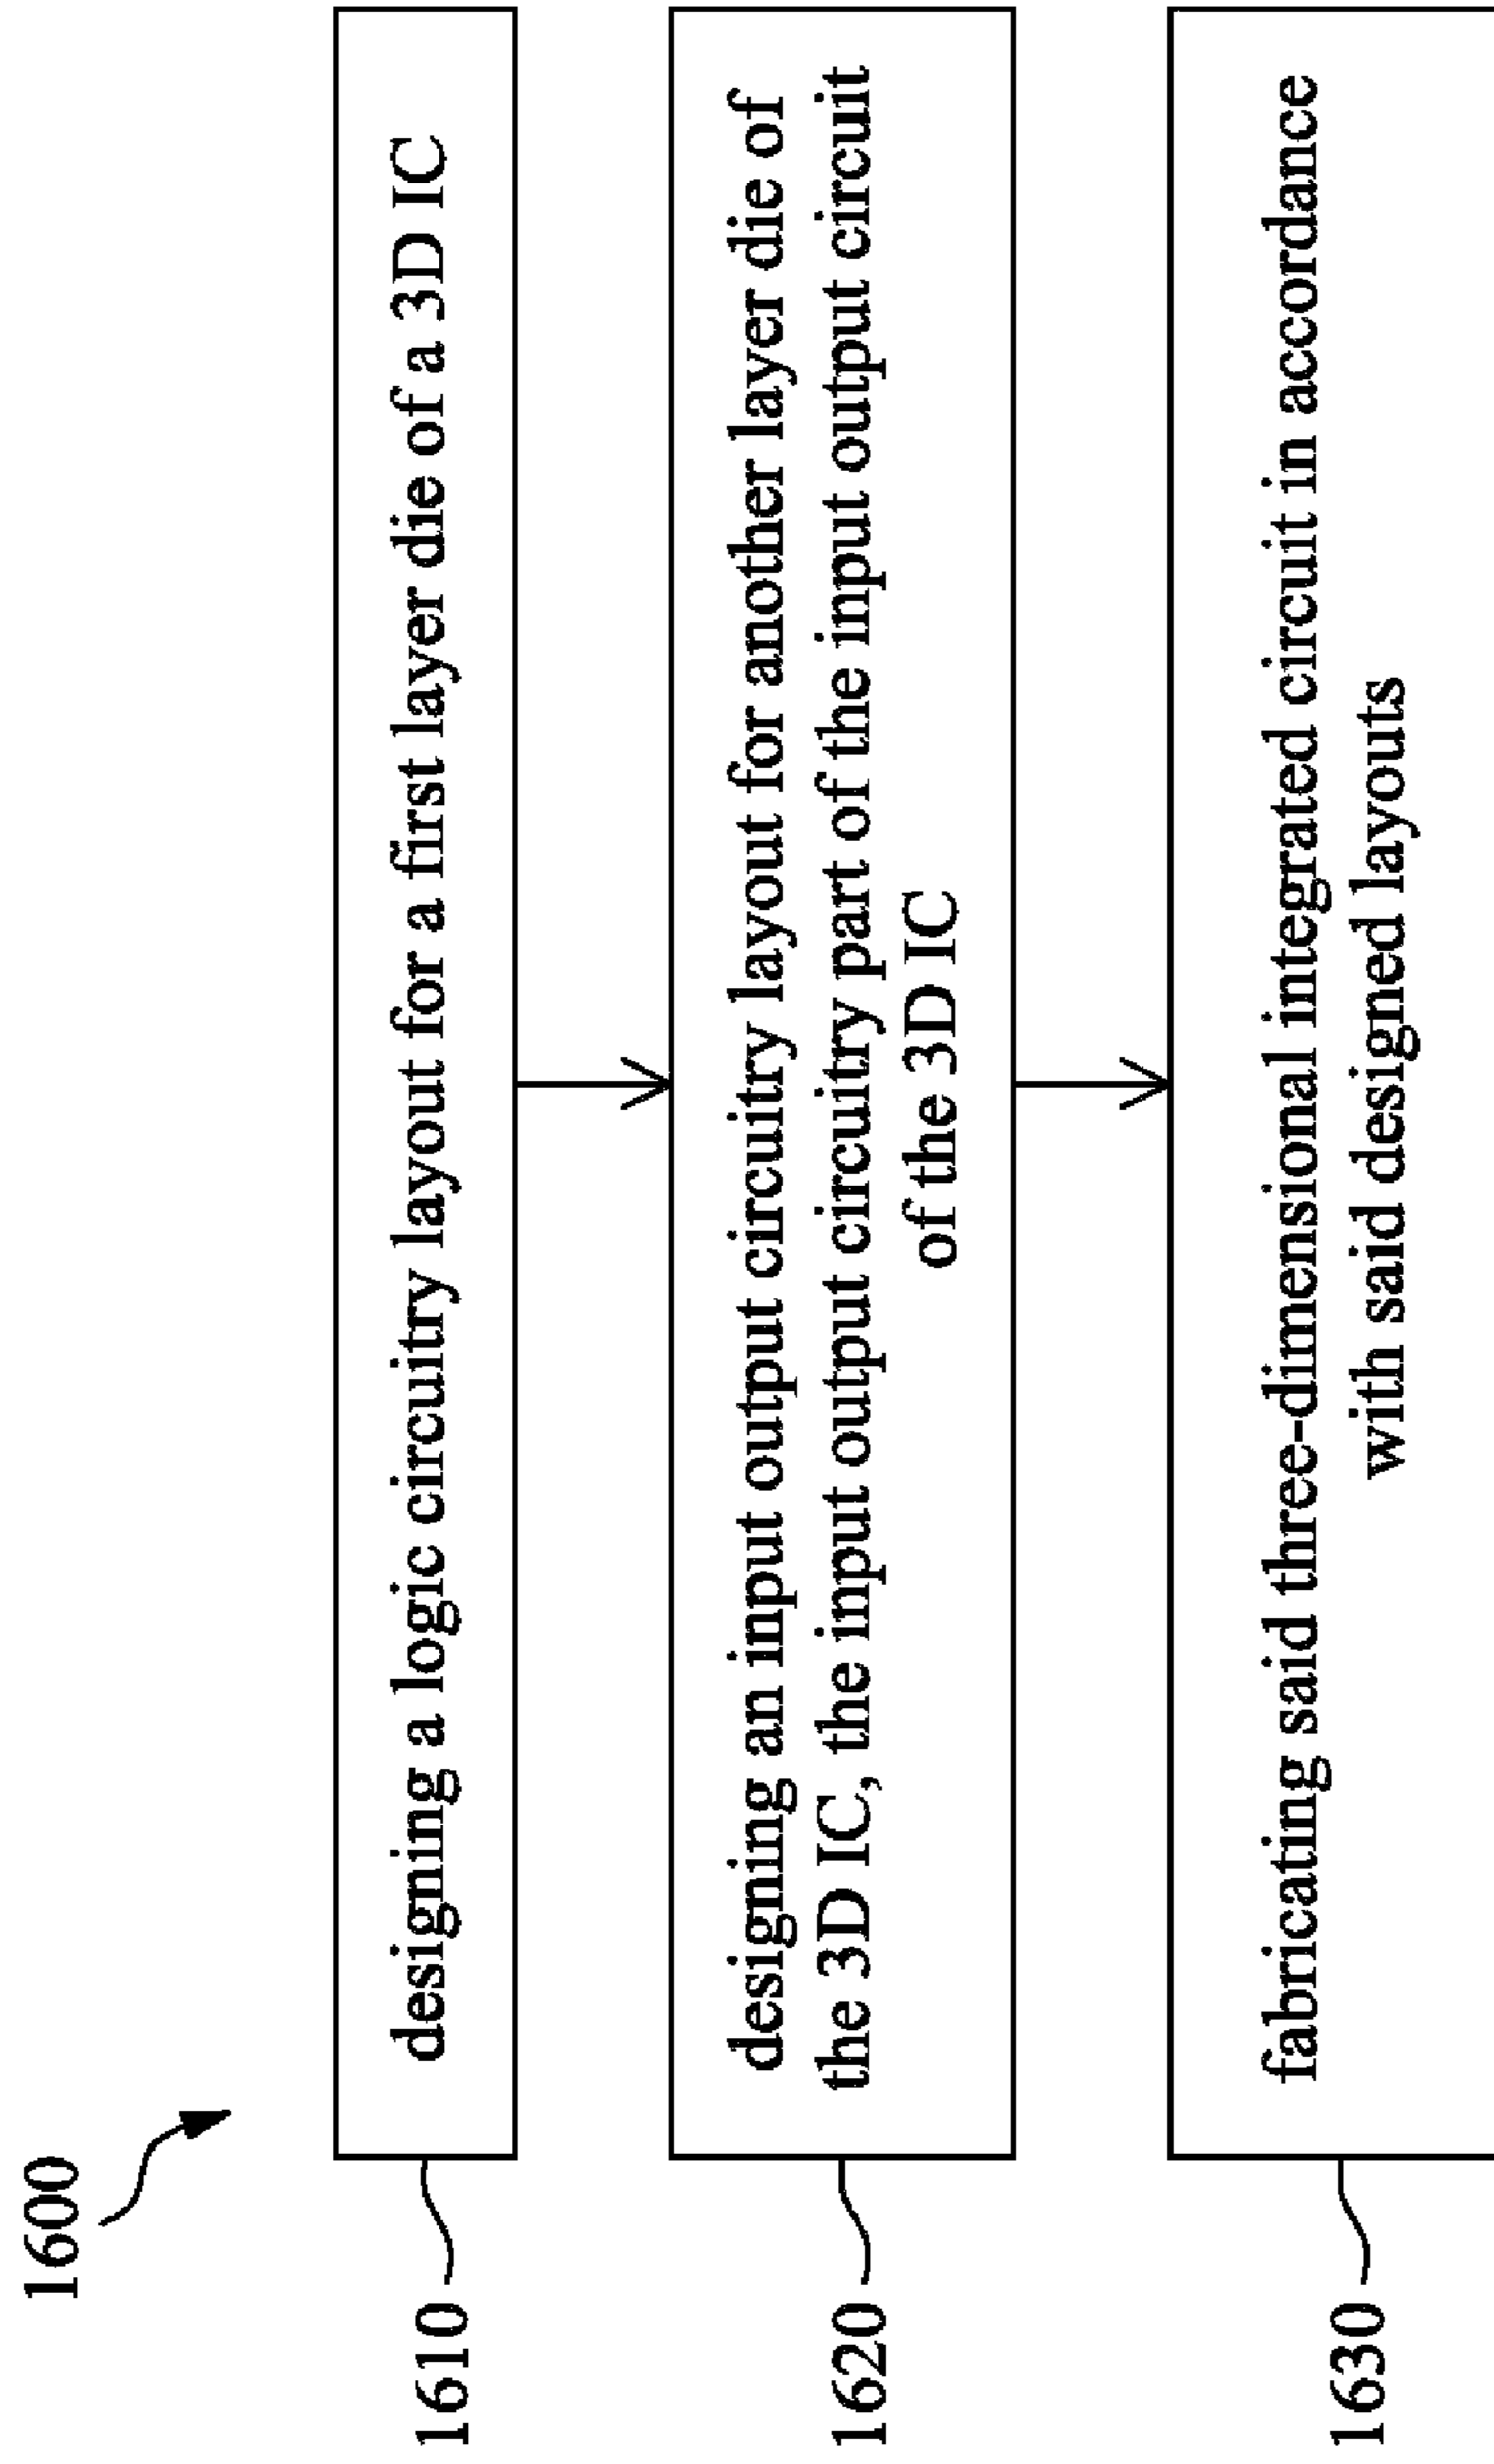 1600
1610
designing a logic circuitry layout for a first layer die of a 3D IC
1620
designing an input output circuitry layout for another layer die of
the 3D IC, the input output circuitry part of the input output circuit
of the 3D IC
1630
fabricating said three-dimensional integrated circuit in accordance
with said designed layouts